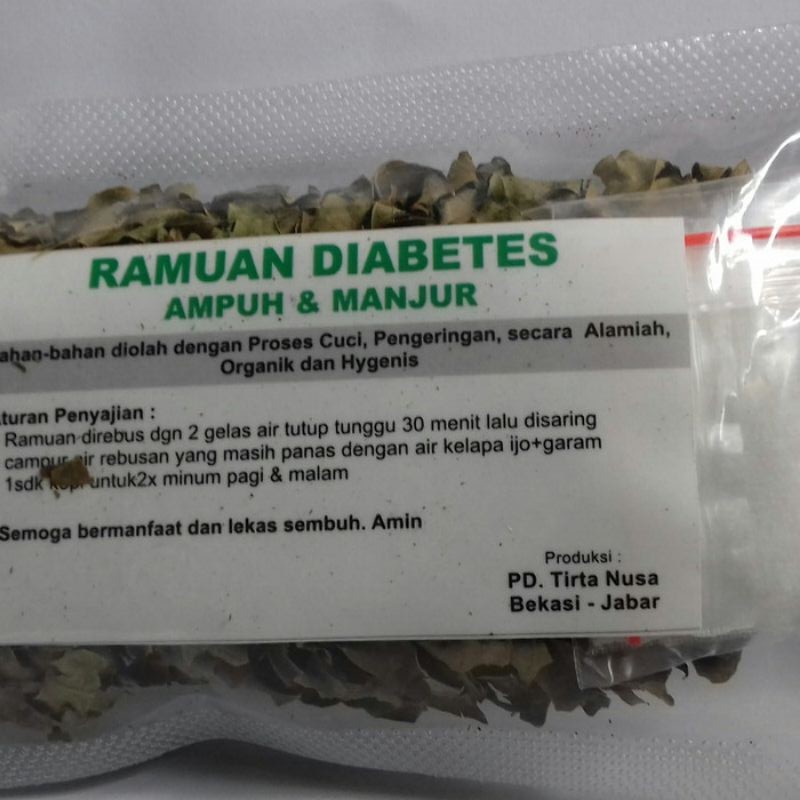 RAMUAN DIABETES
AMPUH & MANJUR
ahan-bahan diolah dengan Proses Cuci, Pengeringan, secara Alamiah,
Organik dan Hygenis
turan Penyajian :
Ramuan direbus dgn 2 gelas air tutup tunggu 30 menit lalu disaring
campur air rebusan yang masih panas dengan air kelapa ijo+garam
1sdk kopi untuk2x minum pagi & malam
Semoga bermanfaat dan lekas sembuh. Amin
Produksi :
PD. Tirta Nusa
Bekasi - Jabar